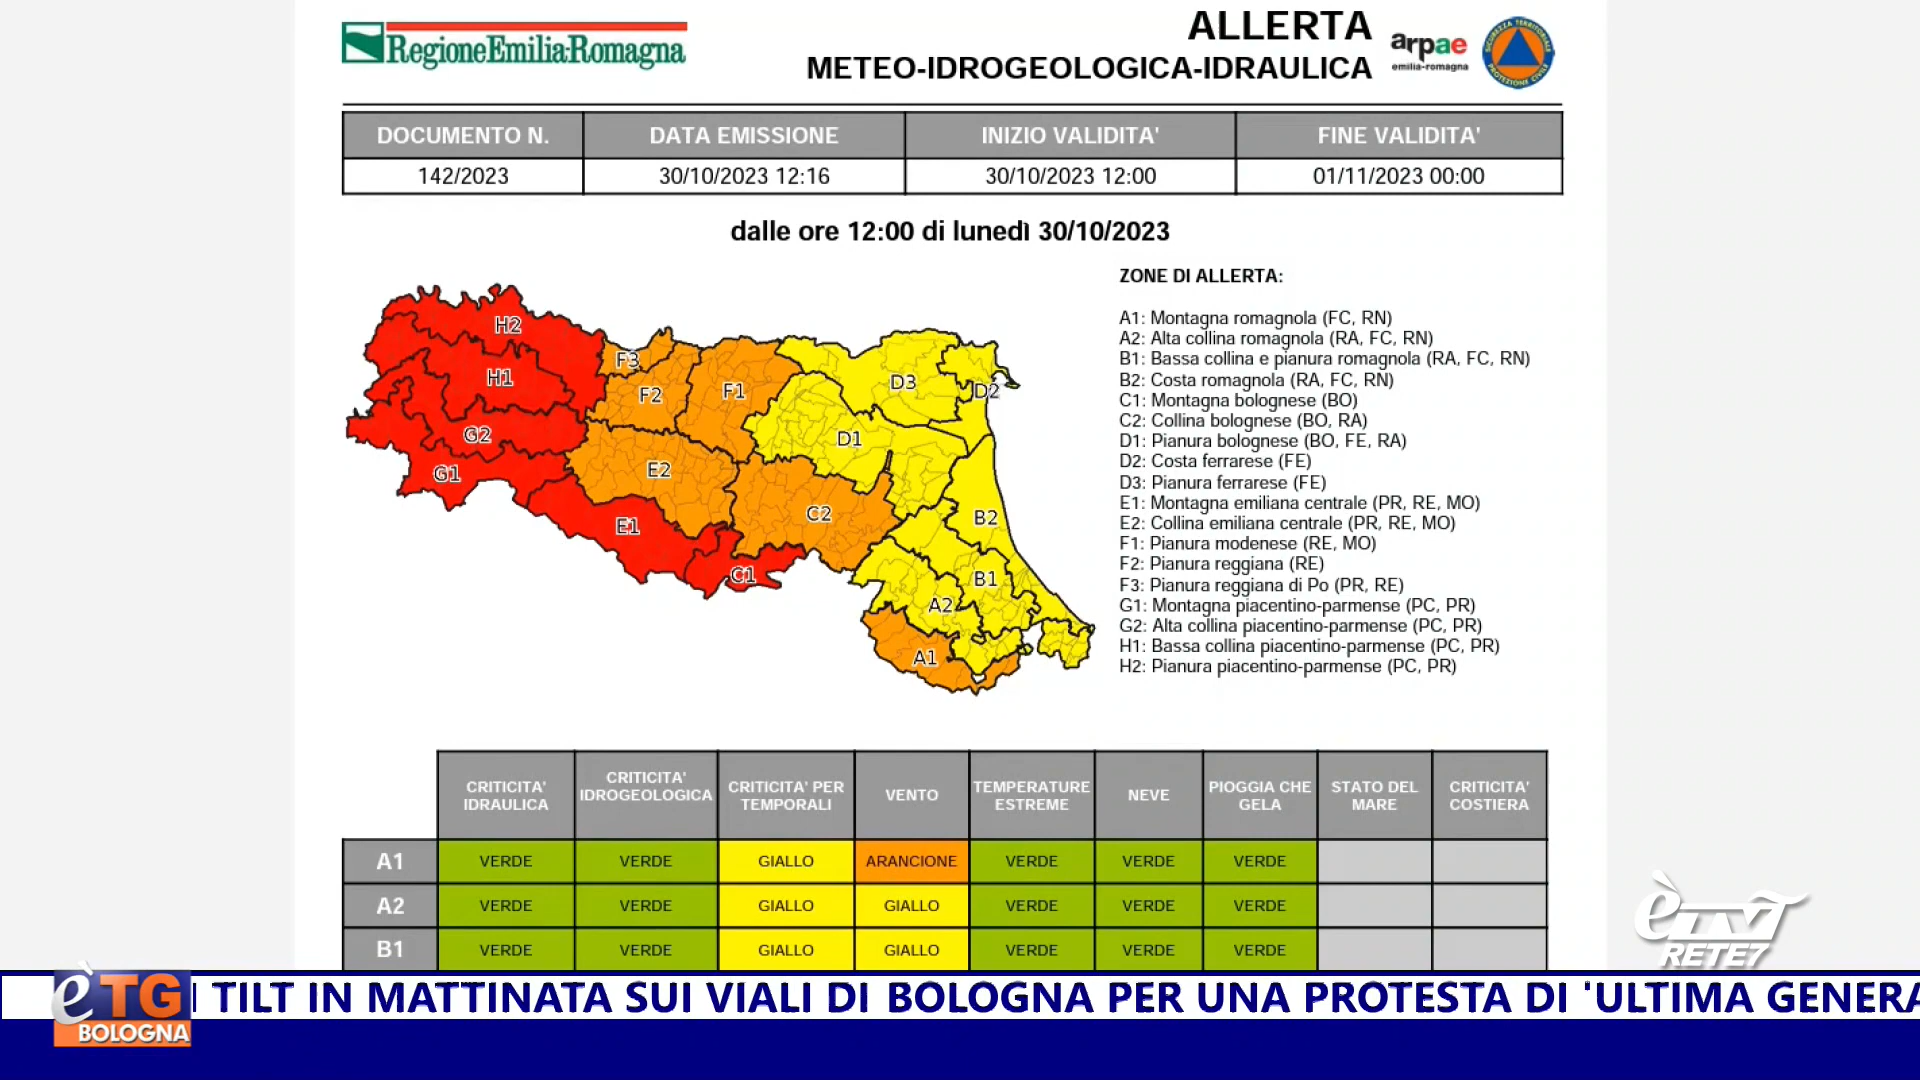 RegioneEmilia-Romagna
ALLERTA
METEO-IDROGEOLOGICA-IDRAULICA
arpae
emilia-romagna
SICUREZZA TERRITORIALE
PROTEZIONE CIVILE
DOCUMENTO N. DATA EMISSIONE INIZIO VALIDITA' FINE VALIDITA'
142/2023 30/10/2023 12:16 30/10/2023 12:00 01/11/2023 00:00
dalle ore 12:00 di lunedì 30/10/2023
H2
F3
H1
F2
F1
D3
D2
G2
D1
G1
E2
C2
B2
E1
C1
B1
A2
A1
ZONE DI ALLERTA:
A1: Montagna romagnola (FC, RN)
A2: Alta collina romagnola (RA, FC, RN)
B1: Bassa collina e pianura romagnola (RA, FC, RN)
B2: Costa romagnola (RA, FC, RN)
C1: Montagna bolognese (BO)
C2: Collina bolognese (BO, RA)
D1: Pianura bolognese (BO, FE, RA)
D2: Costa ferrarese (FE)
D3: Pianura ferrarese (FE)
E1: Montagna emiliana centrale (PR, RE, MO)
E2: Collina emiliana centrale (PR, RE, MO)
F1: Pianura modenese (RE, MO)
F2: Pianura reggiana (RE)
F3: Pianura reggiana di Po (PR, RE)
G1: Montagna piacentino-parmense (PC, PR)
G2: Alta collina piacentino-parmense (PC, PR)
H1: Bassa collina piacentino-parmense (PC, PR)
H2: Pianura piacentino-parmense (PC, PR)
CRITICITA' IDRAULICA CRITICITA' IDROGEOLOGICA CRITICITA' PER TEMPORALI VENTO TEMPERATURE ESTREME NEVE PIOGGIA CHE GELA STATO DEL MARE CRITICITA' COSTIERA
A1 VERDE VERDE GIALLO ARANCIONE VERDE VERDE VERDE
A2 VERDE VERDE GIALLO GIALLO VERDE VERDE VERDE
B1 VERDE VERDE GIALLO GIALLO VERDE VERDE VERDE
è TV
RETE7
è TG
BOLOGNA
I TILT IN MATTINATA SUI VIALI DI BOLOGNA PER UNA PROTESTA DI 'ULTIMA GENERA